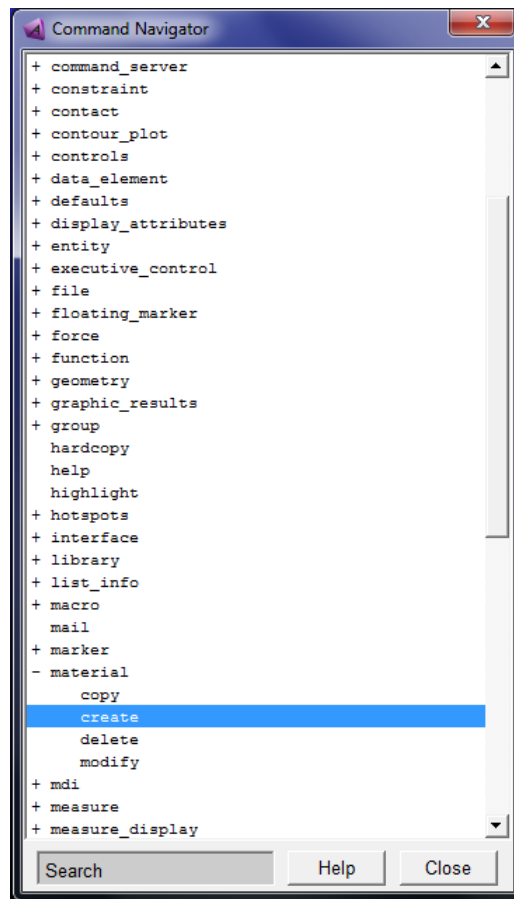 Command Navigator
+ command_server
+ constraint
+ contact
+ contour_plot
+ controls
+ data_element
+ defaults
+ display_attributes
+ entity
+ executive_control
+ file
+ floating_marker
+ force
+ function
+ geometry
+ graphic_results
+ group
hardcopy
help
highlight
+ hotspots
+ interface
+ library
+ list_info
+ macro
mail
+ marker
- material
copy
create
delete
modify
+ mdi
+ measure
+ measure_display
Search Help Close